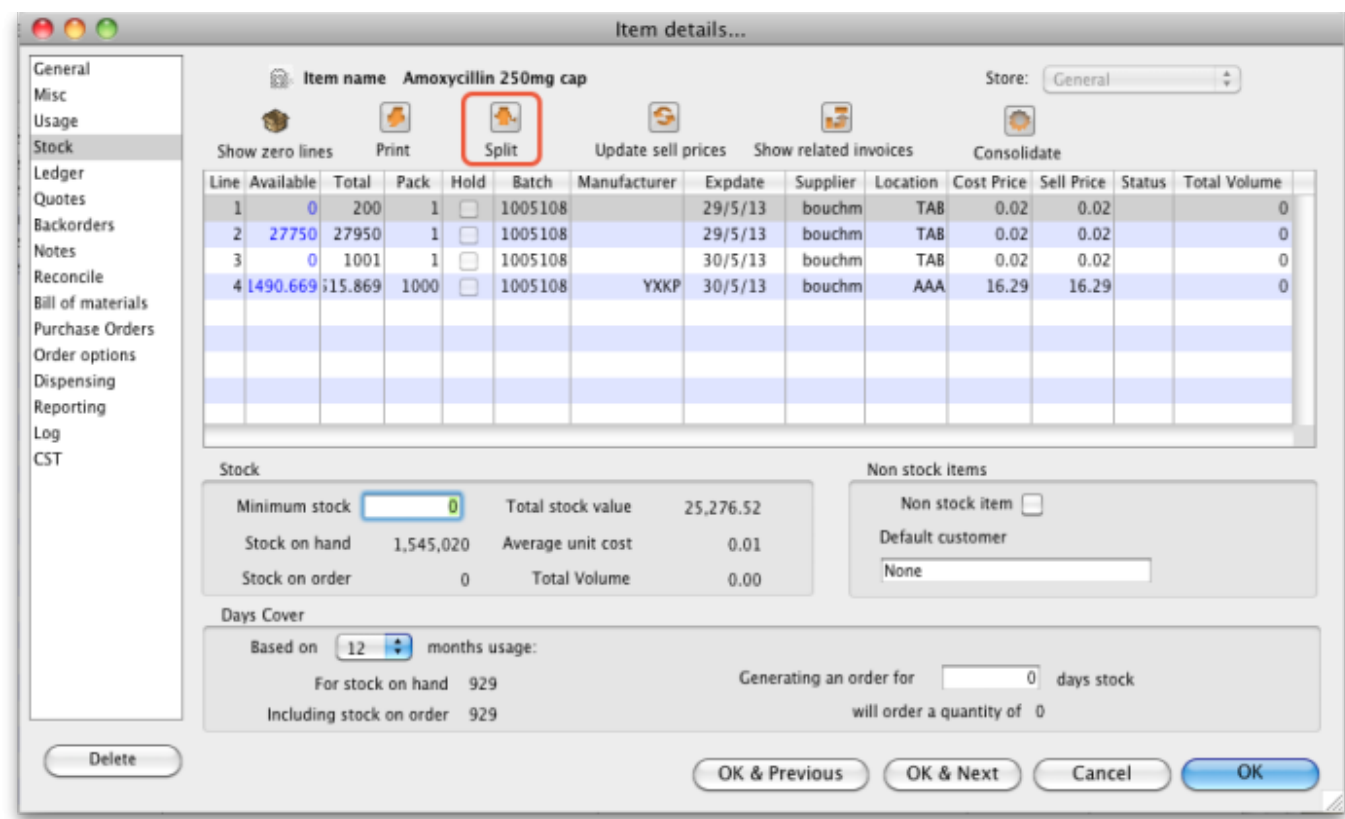 Item details...
General
Misc
Usage
Stock
Ledger
Quotes
Backorders
Notes
Reconcile
Bill of materials
Purchase Orders
Order options
Dispensing
Reporting
Log
CST
Item name Amoxycillin 250mg cap Store: General
Show zero lines Print Split Update sell prices Show related invoices Consolidate
Line Available Total Pack Hold Batch Manufacturer Expdate Supplier Location Cost Price Sell Price Status Total Volume
1 0 200 1 1005108 29/5/13 bouchm TAB 0.02 0.02 0
2 27750 27950 1 1005108 29/5/13 bouchm TAB 0.02 0.02 0
3 0 1001 1 1005108 30/5/13 bouchm TAB 0.02 0.02 0
4 1490.669 515.869 1000 1005108 YXKP 30/5/13 bouchm AAA 16.29 16.29 0
Stock
Minimum stock 0 Total stock value 25,276.52
Stock on hand 1,545,020 Average unit cost 0.01
Stock on order 0 Total Volume 0.00
Non stock items
Non stock item
Default customer
None
Days Cover
Based on 12 months usage:
For stock on hand 929
Including stock on order 929
Generating an order for 0 days stock
will order a quantity of 0
Delete
OK & Previous OK & Next Cancel OK